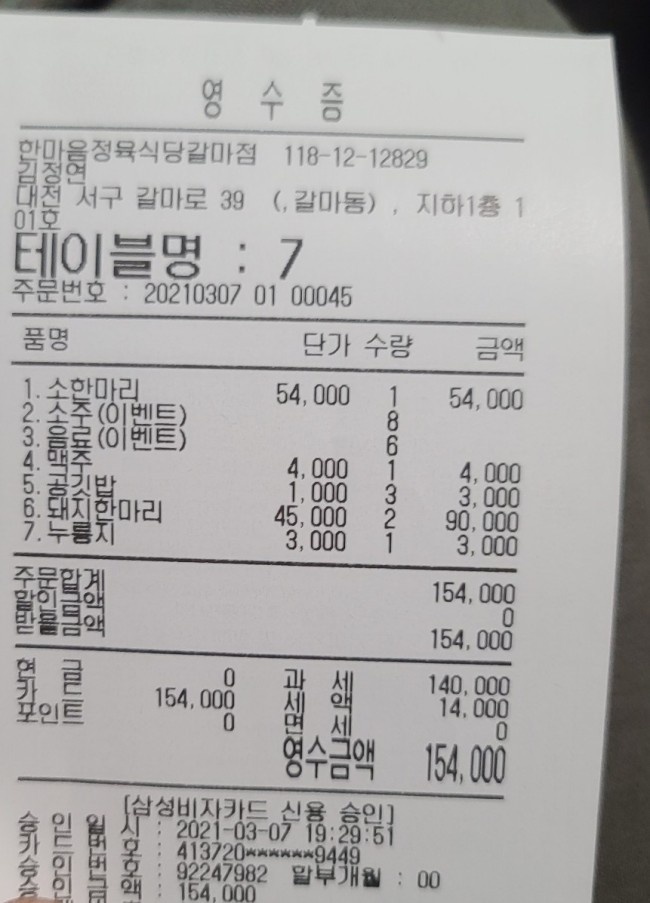 영 수 증
한마음정육식당갈마점 118-12-12829
김정연
대전 서구 갈마로 39 (,갈마동) , 지하1층 1
01호
테이블명 : 7
주문번호 : 20210307 01 00045
품명 단가 수량 금액
1.소한마리 54,000 1 54,000
2.소주(이벤트) 8
3.음료(이벤트) 6
4.맥주 4,000 1 4,000
5.공깃밥 1,000 3 3,000
6.돼지한마리 45,000 2 90,000
7.누룽지 3,000 1 3,000
주문합계 154,000
할인금액 0
받을금액 154,000
현 금 0 과 세 140,000
카 드 154,000 세 액 14,000
포인트 0 면 세 0
영수금액 154,000
[삼성비자카드 신용 승인]
승 인 일 시 : 2021-03-07 19:29:51
카 드 번 호 : 413720******9449
승 인 번 호 : 92247982 할부개월 : 00
승 인 금 액 : 154,000